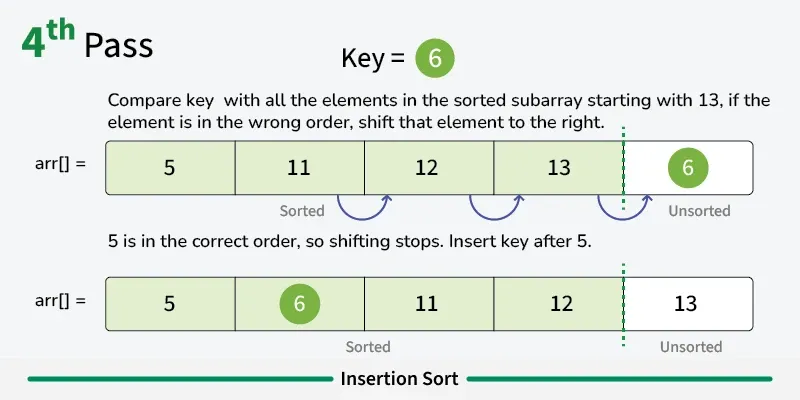 4th Pass
Key = 6
Compare key with all the elements in the sorted subarray starting with 13, if the
element is in the wrong order, shift that element to the right.
arr[] = 5 11 12 13 6
Sorted Unsorted
5 is in the correct order, so shifting stops. Insert key after 5.
arr[] = 5 6 11 12 13
Sorted Unsorted
Insertion Sort